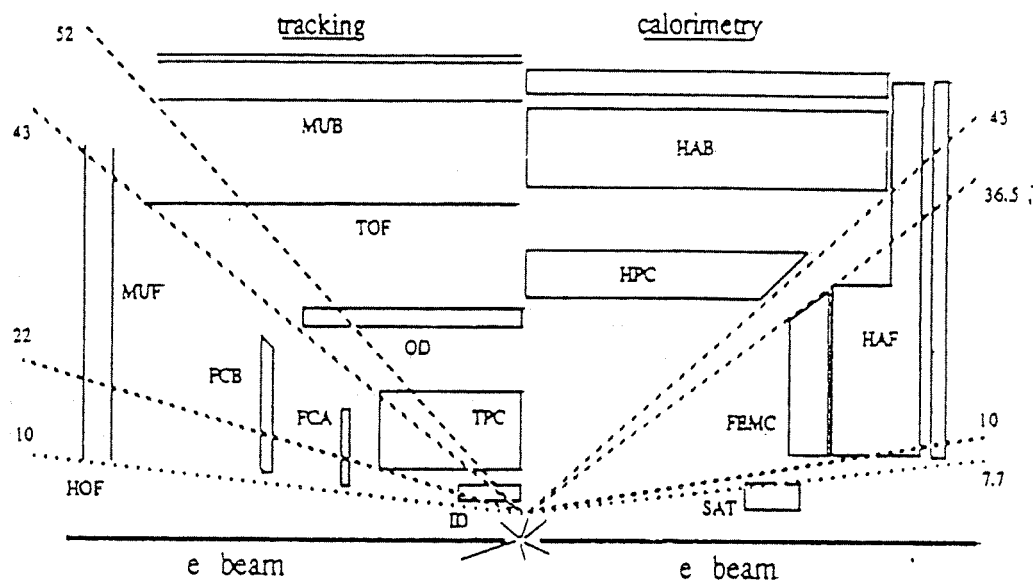 tracking calorimetry
52
43 MUB HAB 43
36.5
TOF
HPC
MUF
22 OD HAF
FCB
FCA TPC FEMC
10 10
HOF 7.7
ID SAT
e beam e beam